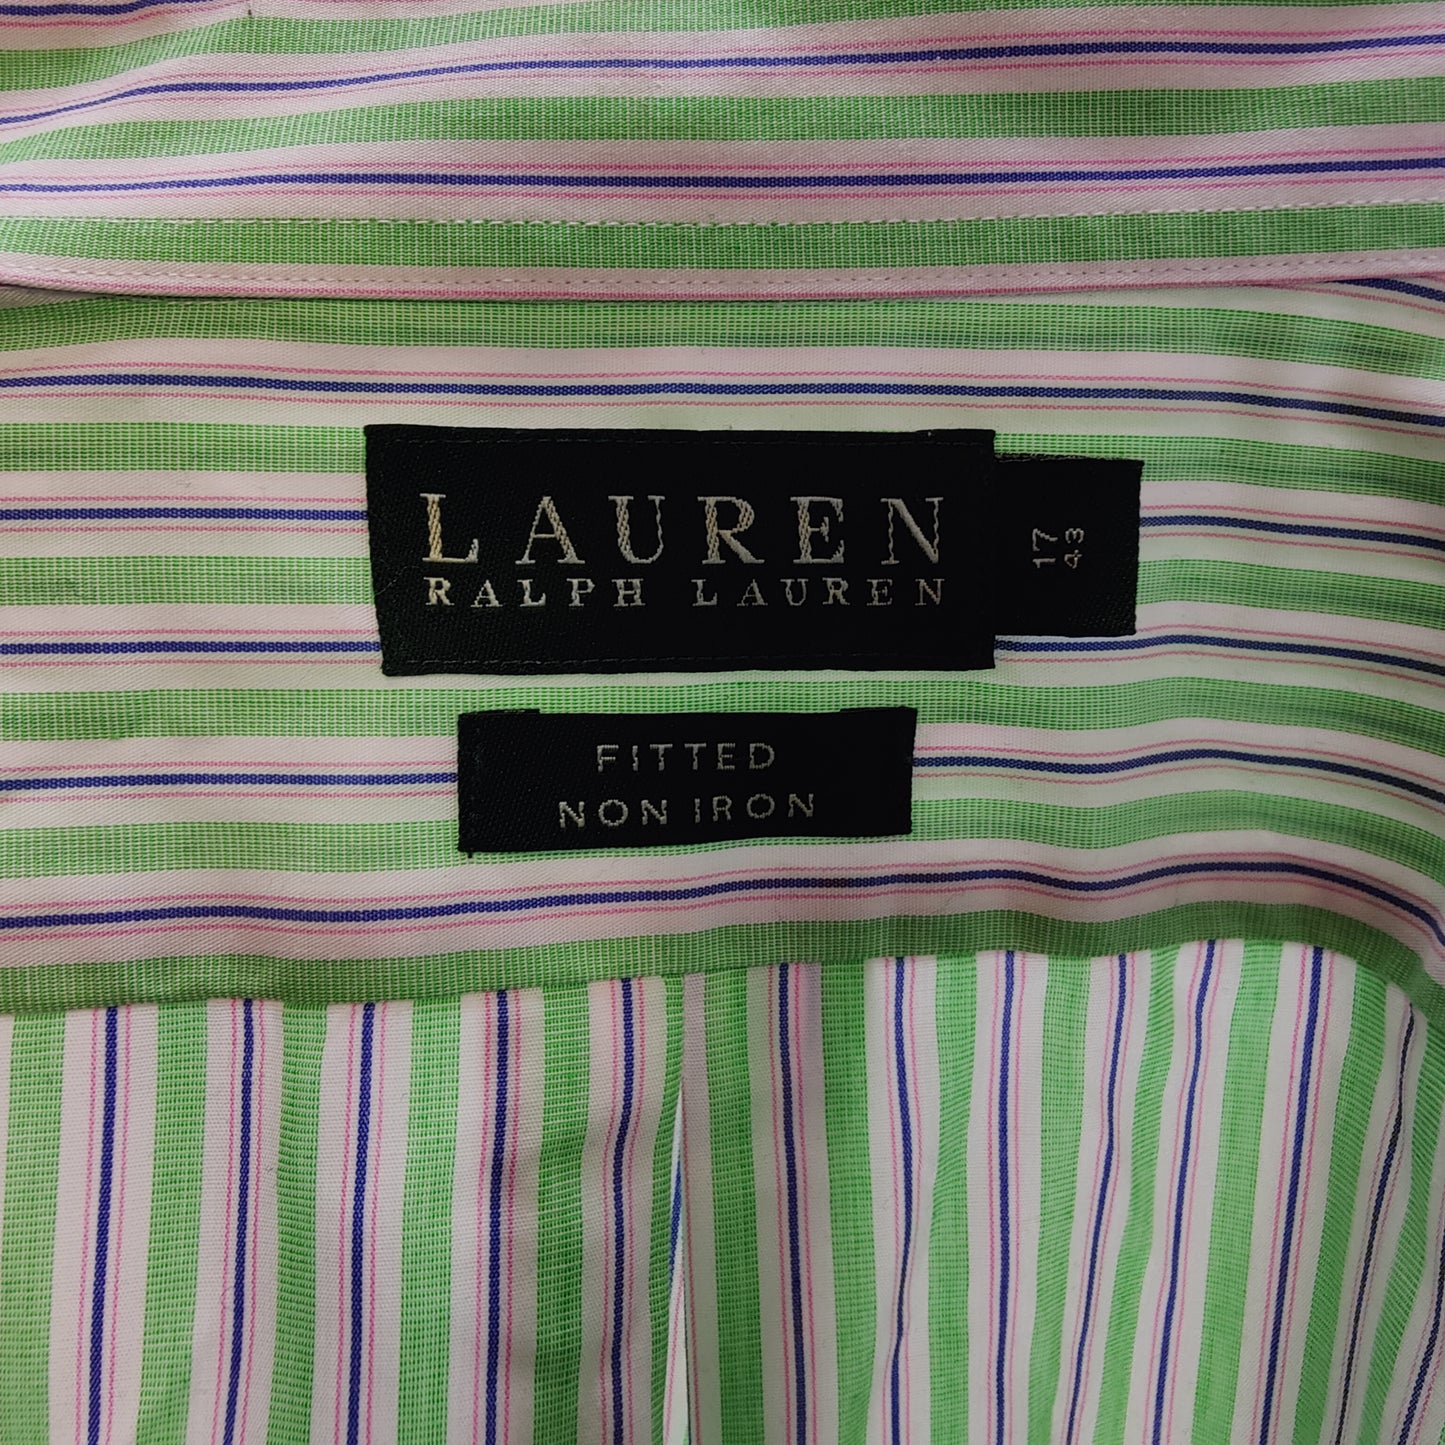 LAUREN
RALPH LAUREN
17
43
FITTED
NON IRON